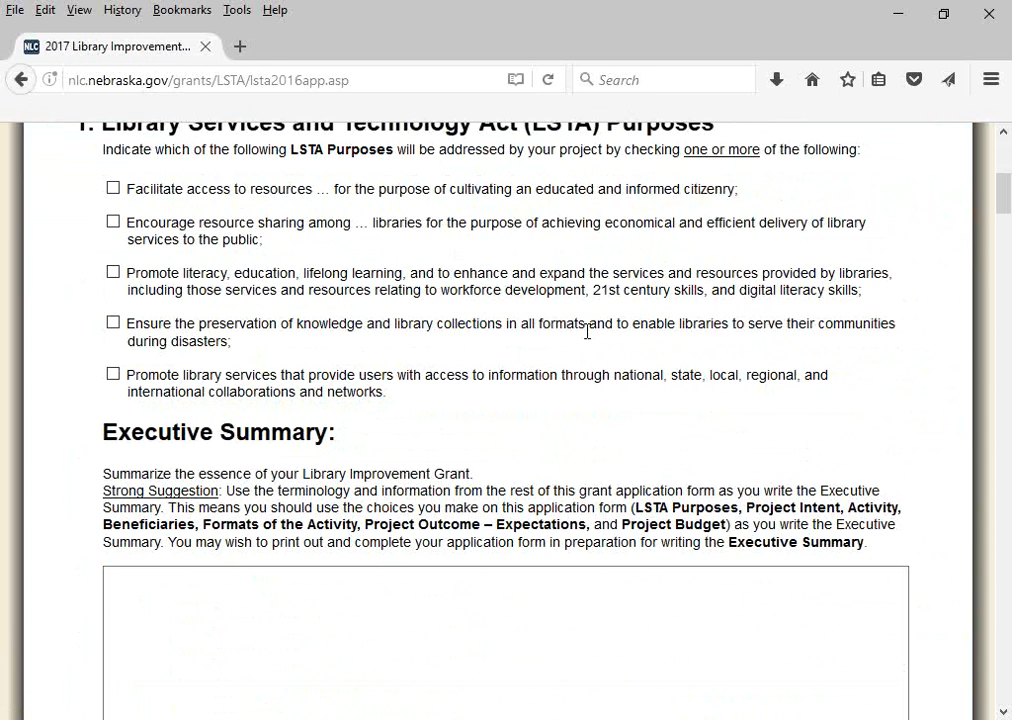 File Edit View History Bookmarks Tools Help
NLC 2017 Library Improvement...
nlc.nebraska.gov/grants/LSTA/lsta2016app.asp
Search
1. Library Services and Technology Act (LSTA) Purposes
Indicate which of the following LSTA Purposes will be addressed by your project by checking one or more of the following:
Facilitate access to resources … for the purpose of cultivating an educated and informed citizenry;
Encourage resource sharing among … libraries for the purpose of achieving economical and efficient delivery of library
services to the public;
Promote literacy, education, lifelong learning, and to enhance and expand the services and resources provided by libraries,
including those services and resources relating to workforce development, 21st century skills, and digital literacy skills;
Ensure the preservation of knowledge and library collections in all formats and to enable libraries to serve their communities
during disasters;
Promote library services that provide users with access to information through national, state, local, regional, and
international collaborations and networks.
Executive Summary:
Summarize the essence of your Library Improvement Grant.
Strong Suggestion: Use the terminology and information from the rest of this grant application form as you write the Executive
Summary. This means you should use the choices you make on this application form (LSTA Purposes, Project Intent, Activity,
Beneficiaries, Formats of the Activity, Project Outcome – Expectations, and Project Budget) as you write the Executive
Summary. You may wish to print out and complete your application form in preparation for writing the Executive Summary.